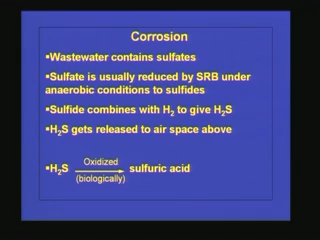 Corrosion
▪Wastewater contains sulfates
▪Sulfate is usually reduced by SRB under
anaerobic conditions to sulfides
▪Sulfide combines with H₂ to give H₂S
▪H₂S gets released to air space above
▪H₂S Oxidized (biologically) sulfuric acid